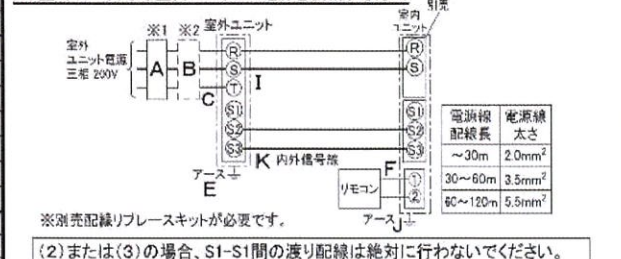 別売
※1 ※2 室外ユニット
室内
ユニット
室外
ユニット電源
三相 200V
A B C
R S T S1 S2 S3
I
R S S1 S2 S3
K 内外信号線
アース
E
F
リモコン
① ②
アース J
電源線 配線長 電源線 太さ
～30m 2.0mm²
30～60m 3.5mm²
60～120m 5.5mm²
※別売配線リプレースキットが必要です。
(2)または(3)の場合、S1-S1間の渡り配線は絶対に行わないでください。